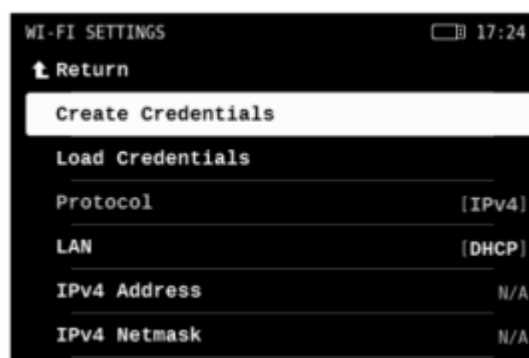 WI-FI SETTINGS 17:24
Return
Create Credentials
Load Credentials
Protocol [IPv4]
LAN [DHCP]
IPv4 Address N/A
IPv4 Netmask N/A